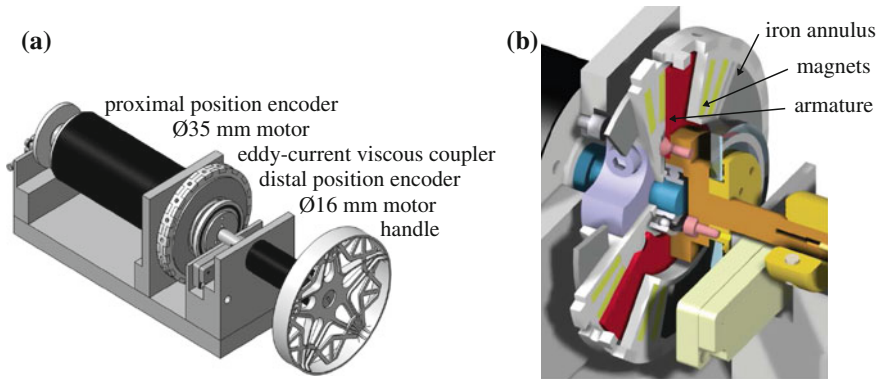 (a)
proximal position encoder
Ø35 mm motor
eddy-current viscous coupler
distal position encoder
Ø16 mm motor
handle
(b)
iron annulus
magnets
armature